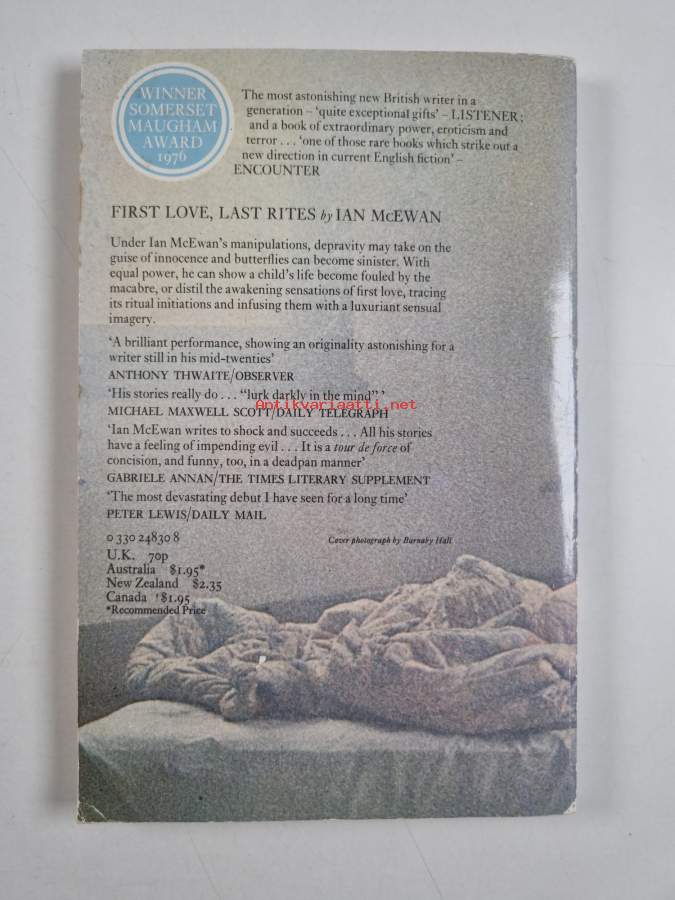 WINNER
SOMERSET
MAUGHAM
AWARD
1976
The most astonishing new British writer in a
generation – 'quite exceptional gifts' – LISTENER;
and a book of extraordinary power, eroticism and
terror . . . 'one of those rare books which strike out a
new direction in current English fiction' –
ENCOUNTER
FIRST LOVE, LAST RITES by IAN McEWAN
Under Ian McEwan's manipulations, depravity may take on the
guise of innocence and butterflies can become sinister. With
equal power, he can show a child's life become fouled by the
macabre, or distil the awakening sensations of first love, tracing
its ritual initiations and infusing them with a luxuriant sensual
imagery.
'A brilliant performance, showing an originality astonishing for a
writer still in his mid-twenties'
ANTHONY THWAITE/OBSERVER
'His stories really do . . . "lurk darkly in the mind" '
Antikvariaatti.net
MICHAEL MAXWELL SCOTT/DAILY TELEGRAPH
'Ian McEwan writes to shock and succeeds . . . All his stories
have a feeling of impending evil . . . It is a tour de force of
concision, and funny, too, in a deadpan manner'
GABRIELE ANNAN/THE TIMES LITERARY SUPPLEMENT
'The most devastating debut I have seen for a long time'
PETER LEWIS/DAILY MAIL
0 330 24830 8
Cover photograph by Barnaby Hall
U.K. 70p
Australia $1.95*
New Zealand $2.35
Canada $1.95
*Recommended Price